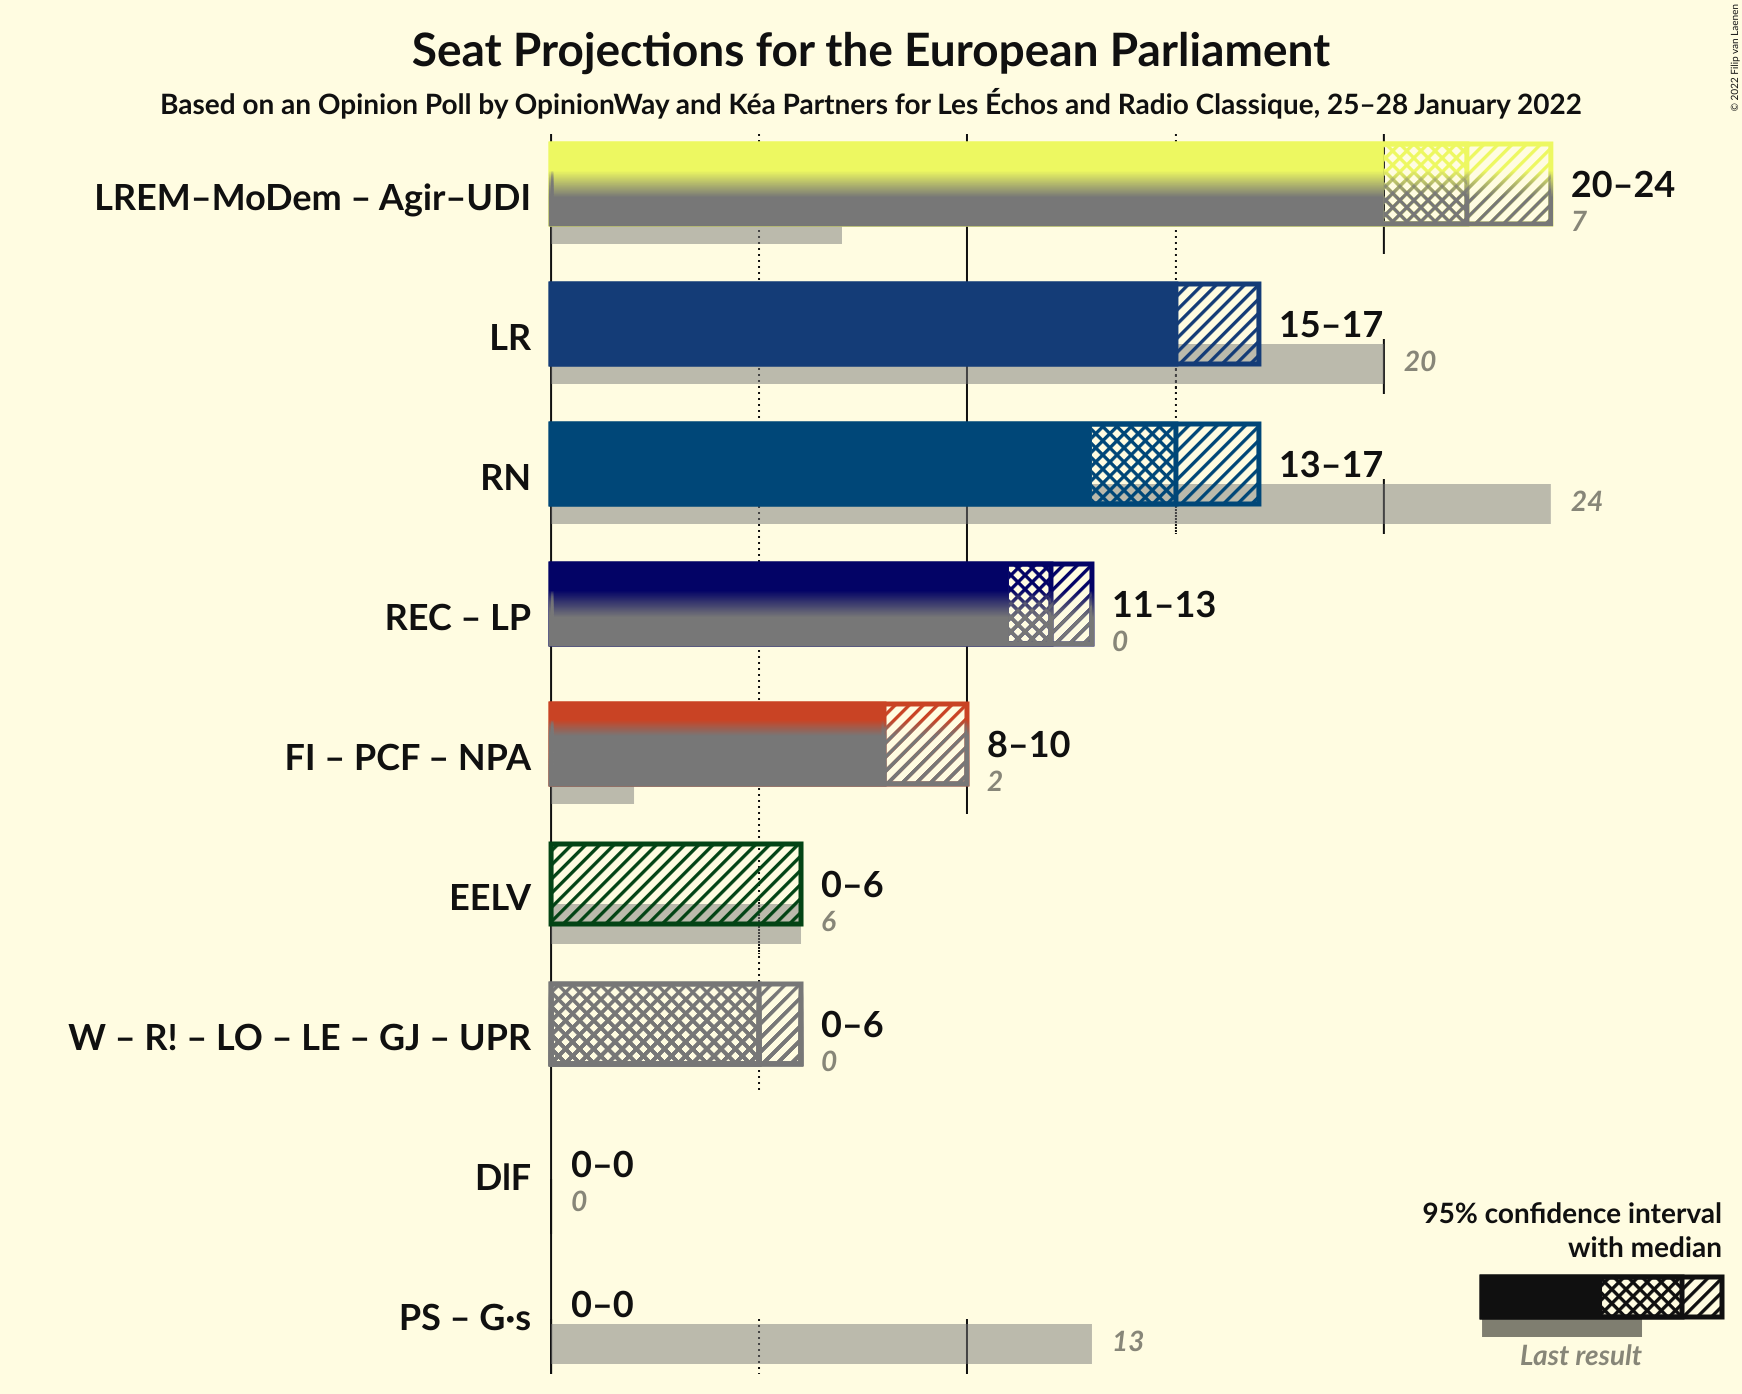 Seat Projections for the European Parliament
Based on an Opinion Poll by OpinionWay and Kéa Partners for Les Échos and Radio Classique, 25–28 January 2022
© 2022 Filip van Laenen
LREM–MoDem – Agir–UDI
20–24
7
LR
15–17
20
RN
13–17
24
REC – LP
11–13
0
FI – PCF – NPA
8–10
2
EELV
0–6
6
W – R! – LO – LE – GJ – UPR
0–6
0
DlF
0–0
0
PS – G·s
0–0
13
95% confidence interval
with median
Last result